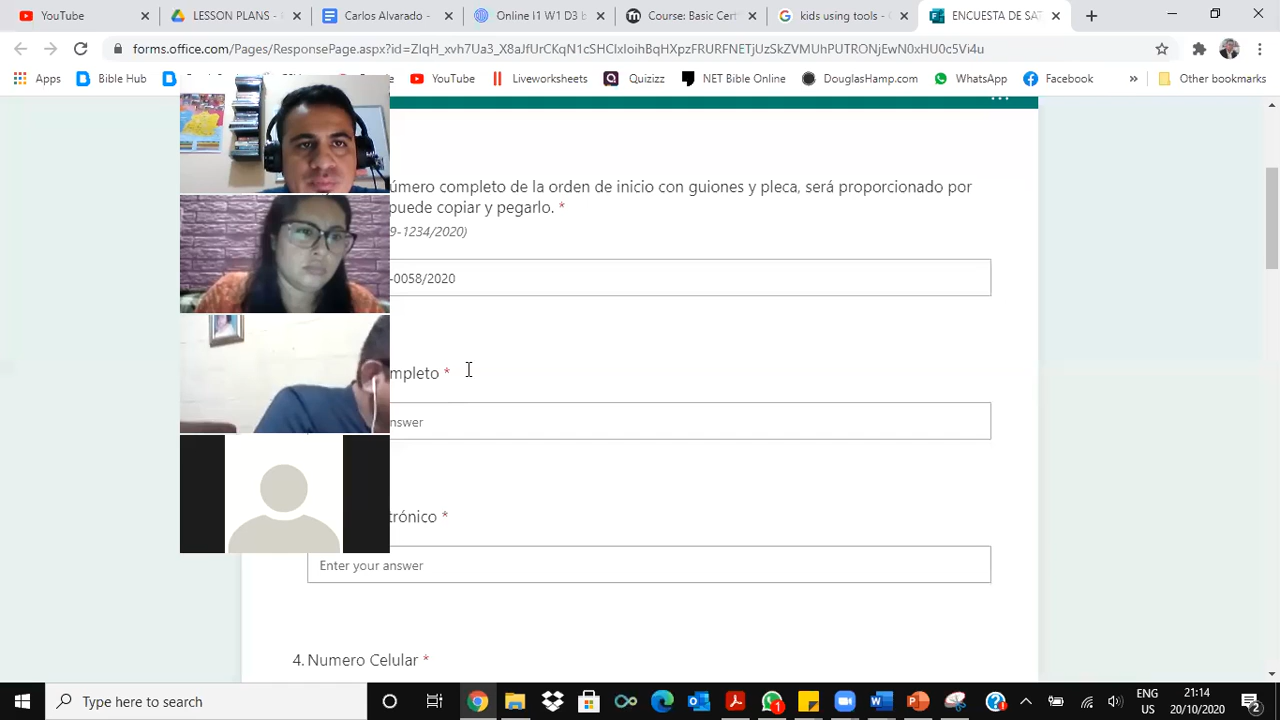 YouTube
LESSON PLANS -
Carlos Alvarado -
Online I1 W1 D3 b
Course: Basic Cert
kids using tools -
ENCUESTA DE SAT
forms.office.com/Pages/ResponsePage.aspx?id=ZIqH_xvh7Ua3_X8aJfUrCKqN1cSHCIxIoihBqHXpzFRURFNETjUzSkZVMUhPUTRONjEwN0xHU0c5Vi4u
Apps
Bible Hub
YouTube
Liveworksheets
Quizizz
NET Bible Online
DouglasHamp.com
WhatsApp
Facebook
Other bookmarks
úmero completo de la orden de inicio con guiones y pleca, será proporcionado por
puede copiar y pegarlo. *
9-1234/2020)
-0058/2020
mpleto *
nswer
trónico *
Enter your answer
4. Numero Celular *
Type here to search
1
ENG
US
21:14
20/10/2020
2